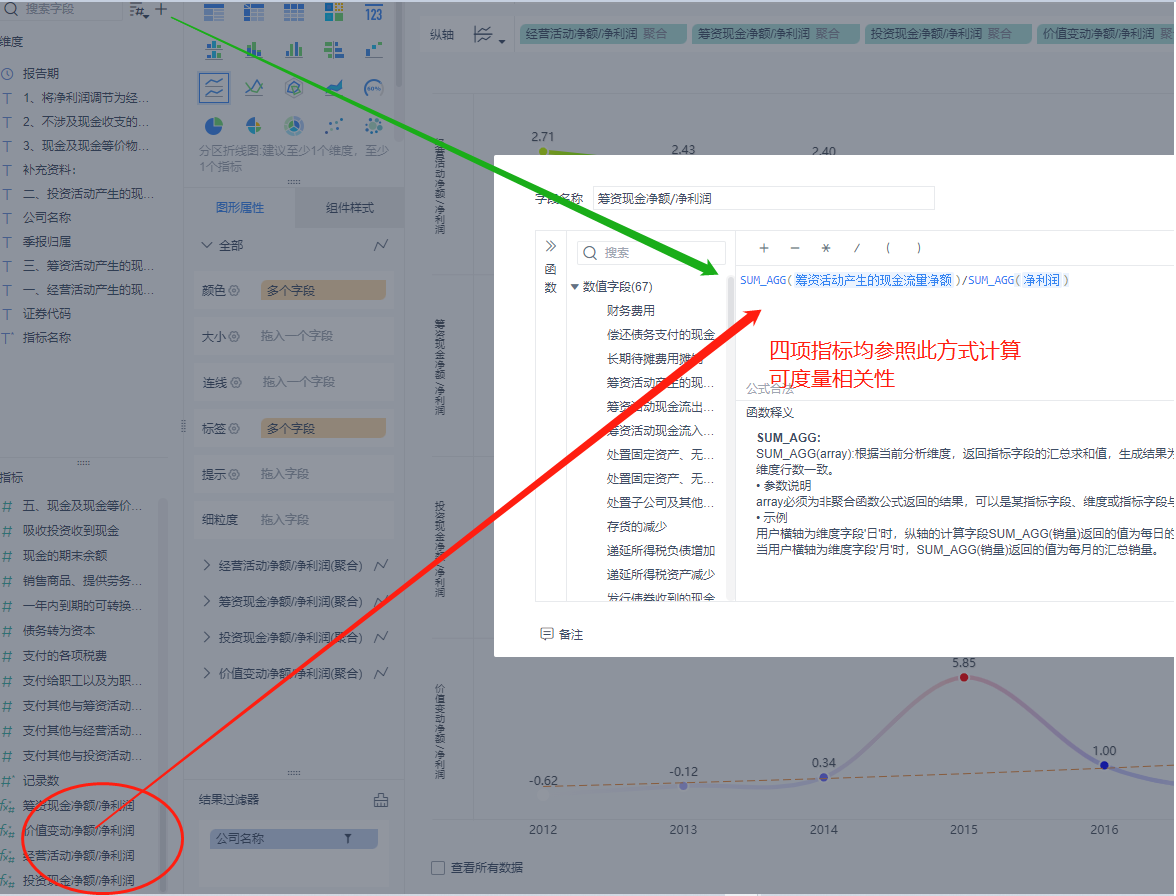 搜索字段
维度
报告期
1、将净利润调节为经...
2、不涉及现金收支的...
3、现金及现金等价物...
补充资料:
二、投资活动产生的现...
公司名称
季报归属
三、筹资活动产生的现...
一、经营活动产生的现...
证券代码
指标名称
指标
五、现金及现金等价...
吸收投资收到现金
现金的期末余额
销售商品、提供劳务...
一年内到期的可转换...
债务转为资本
支付的各项税费
支付给职工以及为职...
支付其他与筹资活动...
支付其他与经营活动...
支付其他与投资活动...
记录数
筹资现金净额/净利润
价值变动净额/净利润
经营活动净额/净利润
投资现金净额/净利润
123
60%
分区折线图:建议至少1个维度，至少
1个指标
图形属性
组件样式
全部
颜色
多个字段
大小
拖入一个字段
连线
拖入一个字段
标签
多个字段
提示
拖入字段
细粒度
拖入字段
经营活动净额/净利润(聚合)
筹资现金净额/净利润(聚合)
投资现金净额/净利润(聚合)
价值变动净额/净利润(聚合)
结果过滤器
公司名称
纵轴
经营活动净额/净利润 聚合
筹资现金净额/净利润 聚合
投资现金净额/净利润 聚合
价值变动净额/净利润
经营活动净额/净利润
筹资现金净额/净利润
投资现金净额/净利润
价值变动净额/净利润
2.71
2.43
2.40
字段名称
筹资现金净额/净利润
函数
搜索
数值字段(67)
财务费用
偿还债务支付的现金
长期待摊费用摊销
筹资活动产生的现...
筹资活动现金流出...
筹资活动现金流入...
处置固定资产、无...
处置固定资产、无...
处置子公司及其他...
存货的减少
递延所得税负债增加
递延所得税资产减少
发行债券收到的现金
+ − * / ( )
SUM_AGG(筹资活动产生的现金流量净额)/SUM_AGG(净利润)
四项指标均参照此方式计算
可度量相关性
公式合法
函数释义
SUM_AGG:
SUM_AGG(array):根据当前分析维度，返回指标字段的汇总求和值，生成结果为
维度行数一致。
• 参数说明
array必须为非聚合函数公式返回的结果，可以是某指标字段、维度或指标字段与
• 示例
用户横轴为维度字段'日'时，纵轴的计算字段SUM_AGG(销量)返回的值为每日的
当用户横轴为维度字段'月'时，SUM_AGG(销量)返回的值为每月的汇总销量。
备注
-0.62
-0.12
0.34
5.85
1.00
2012
2013
2014
2015
2016
查看所有数据